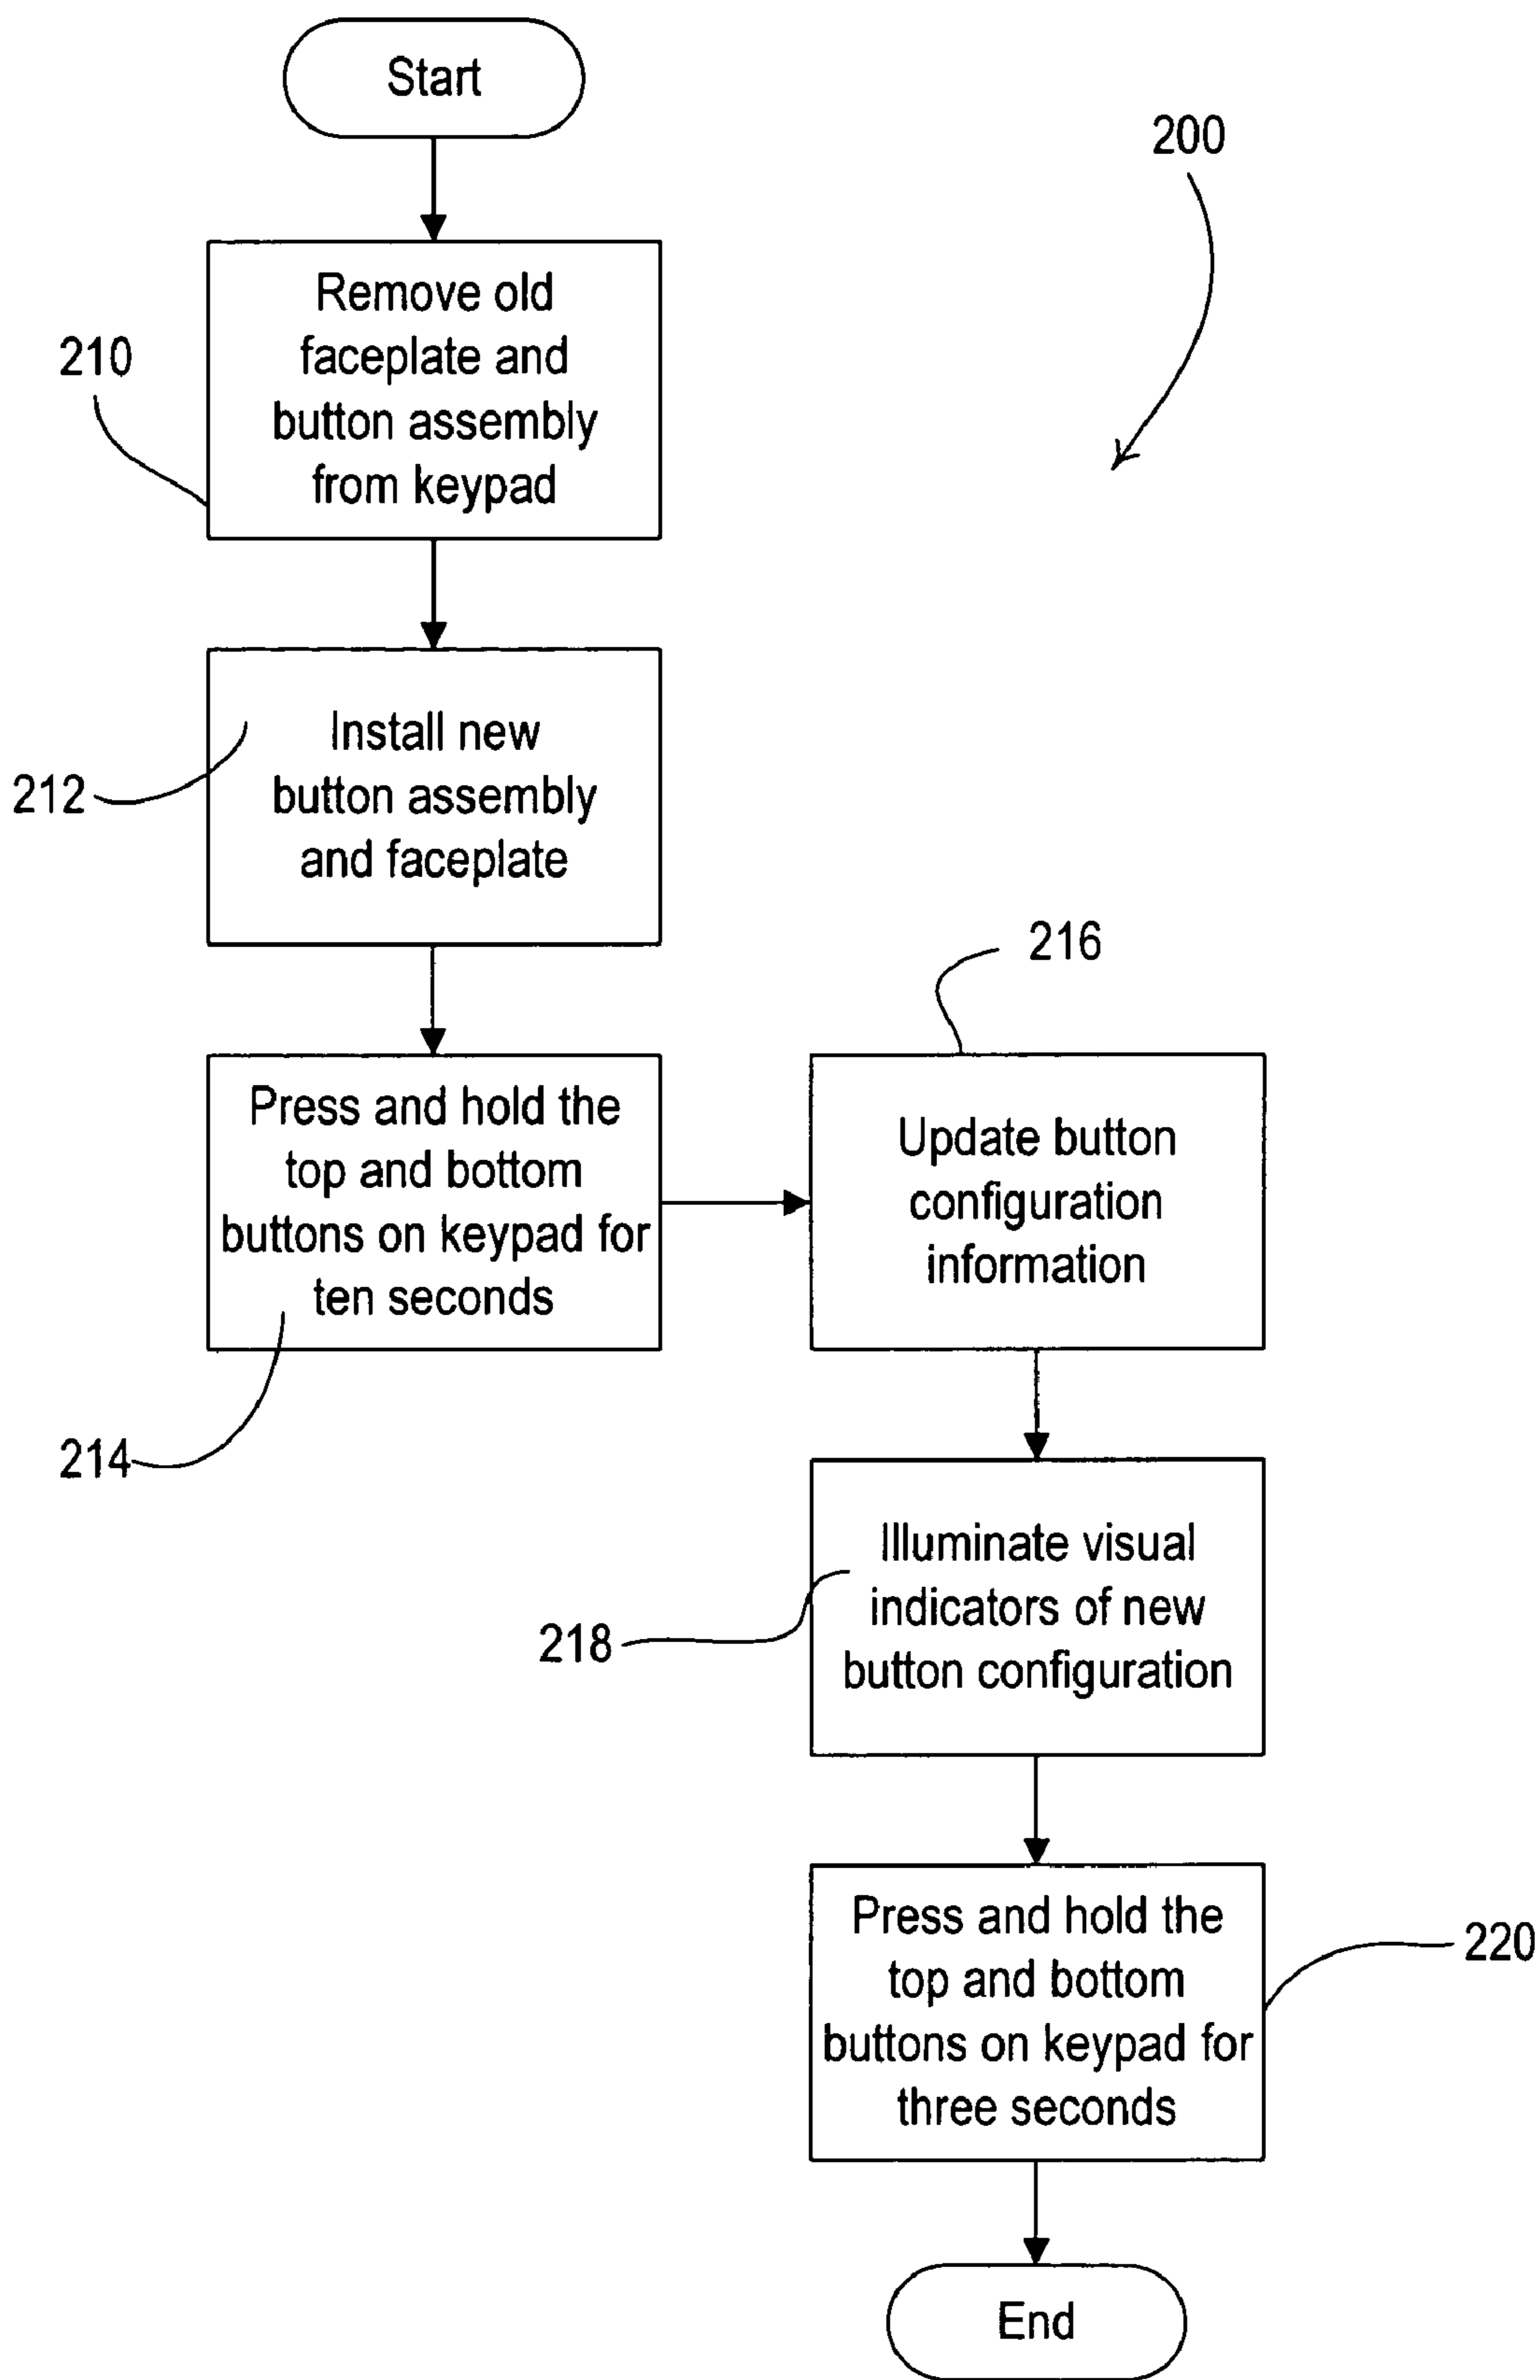 Start
200
Remove old
faceplate and
button assembly
from keypad
210
Install new
button assembly
and faceplate
212
Press and hold the
top and bottom
buttons on keypad for
ten seconds
214
216
Update button
configuration
information
Illuminate visual
indicators of new
button configuration
218
Press and hold the
top and bottom
buttons on keypad for
three seconds
220
End